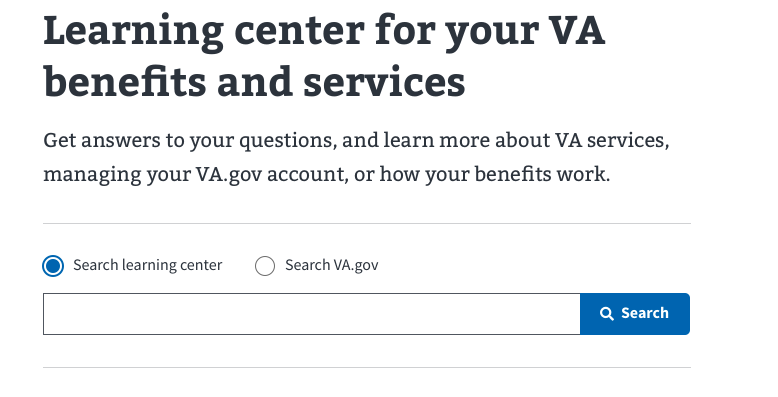 Learning center for your VA
benefits and services
Get answers to your questions, and learn more about VA services,
managing your VA.gov account, or how your benefits work.
Search learning center
Search VA.gov
Search